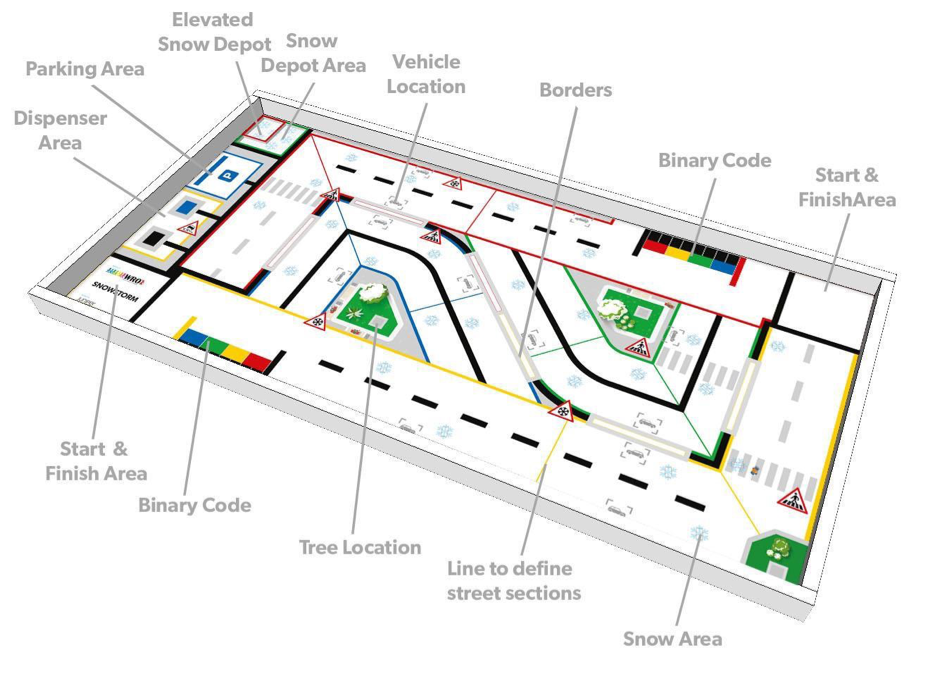 Elevated
Snow Depot
Snow
Depot Area
Parking Area
Vehicle
Location
Borders
Dispenser
Area
Binary Code
Start &
FinishArea
P
WRO
SNOWSTORM
Start &
Finish Area
Binary Code
Tree Location
Line to define
street sections
Snow Area